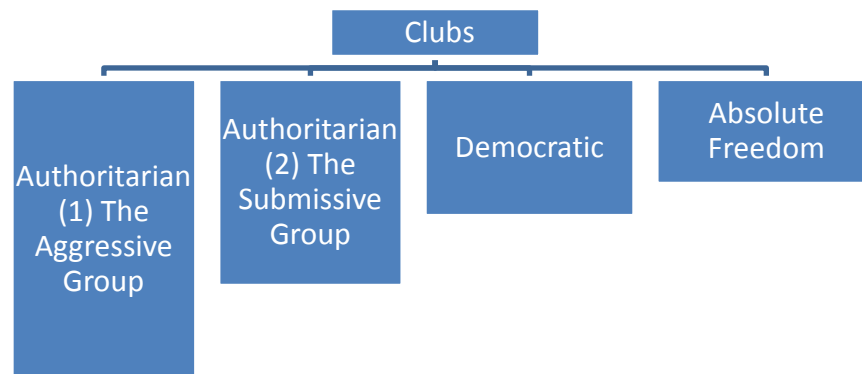 Clubs
Authoritarian
(1) The
Aggressive
Group
Authoritarian
(2) The
Submissive
Group
Democratic
Absolute
Freedom